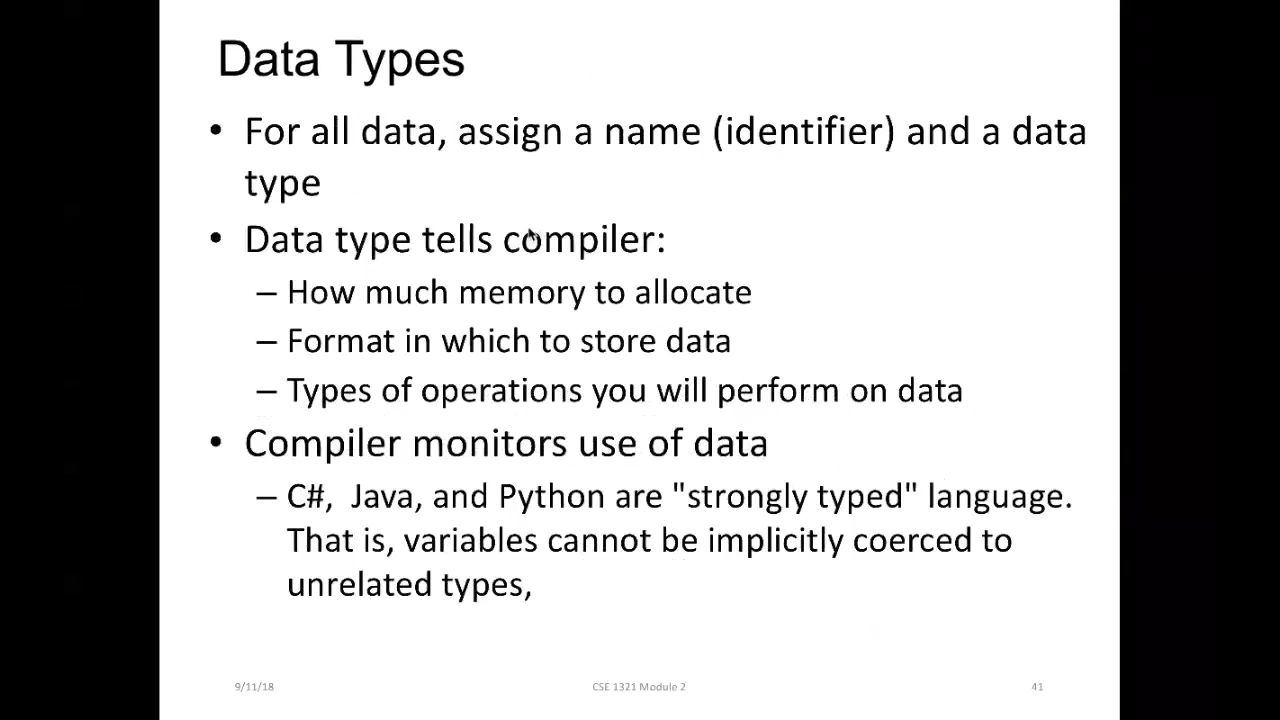 Data Types
• For all data, assign a name (identifier) and a data
type
• Data type tells compiler:
– How much memory to allocate
– Format in which to store data
– Types of operations you will perform on data
• Compiler monitors use of data
– C#,  Java, and Python are "strongly typed" language.
That is, variables cannot be implicitly coerced to
unrelated types,
9/11/18
CSE 1321 Module 2
41